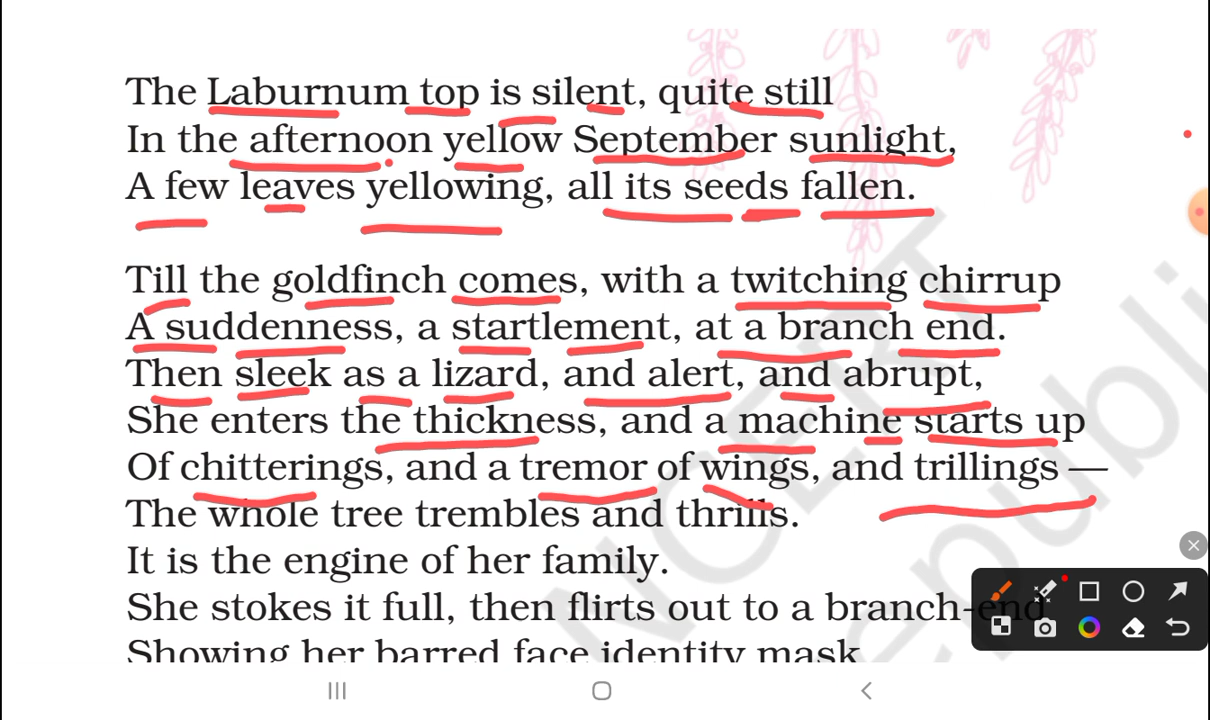 The Laburnum top is silent, quite still
In the afternoon yellow September sunlight,
A few leaves yellowing, all its seeds fallen.
Till the goldfinch comes, with a twitching chirrup
A suddenness, a startlement, at a branch end.
Then sleek as a lizard, and alert, and abrupt,
She enters the thickness, and a machine starts up
Of chitterings, and a tremor of wings, and trillings —
The whole tree trembles and thrills.
It is the engine of her family.
She stokes it full, then flirts out to a branch-end
Showing her barred face identity mask
NCERT
republi